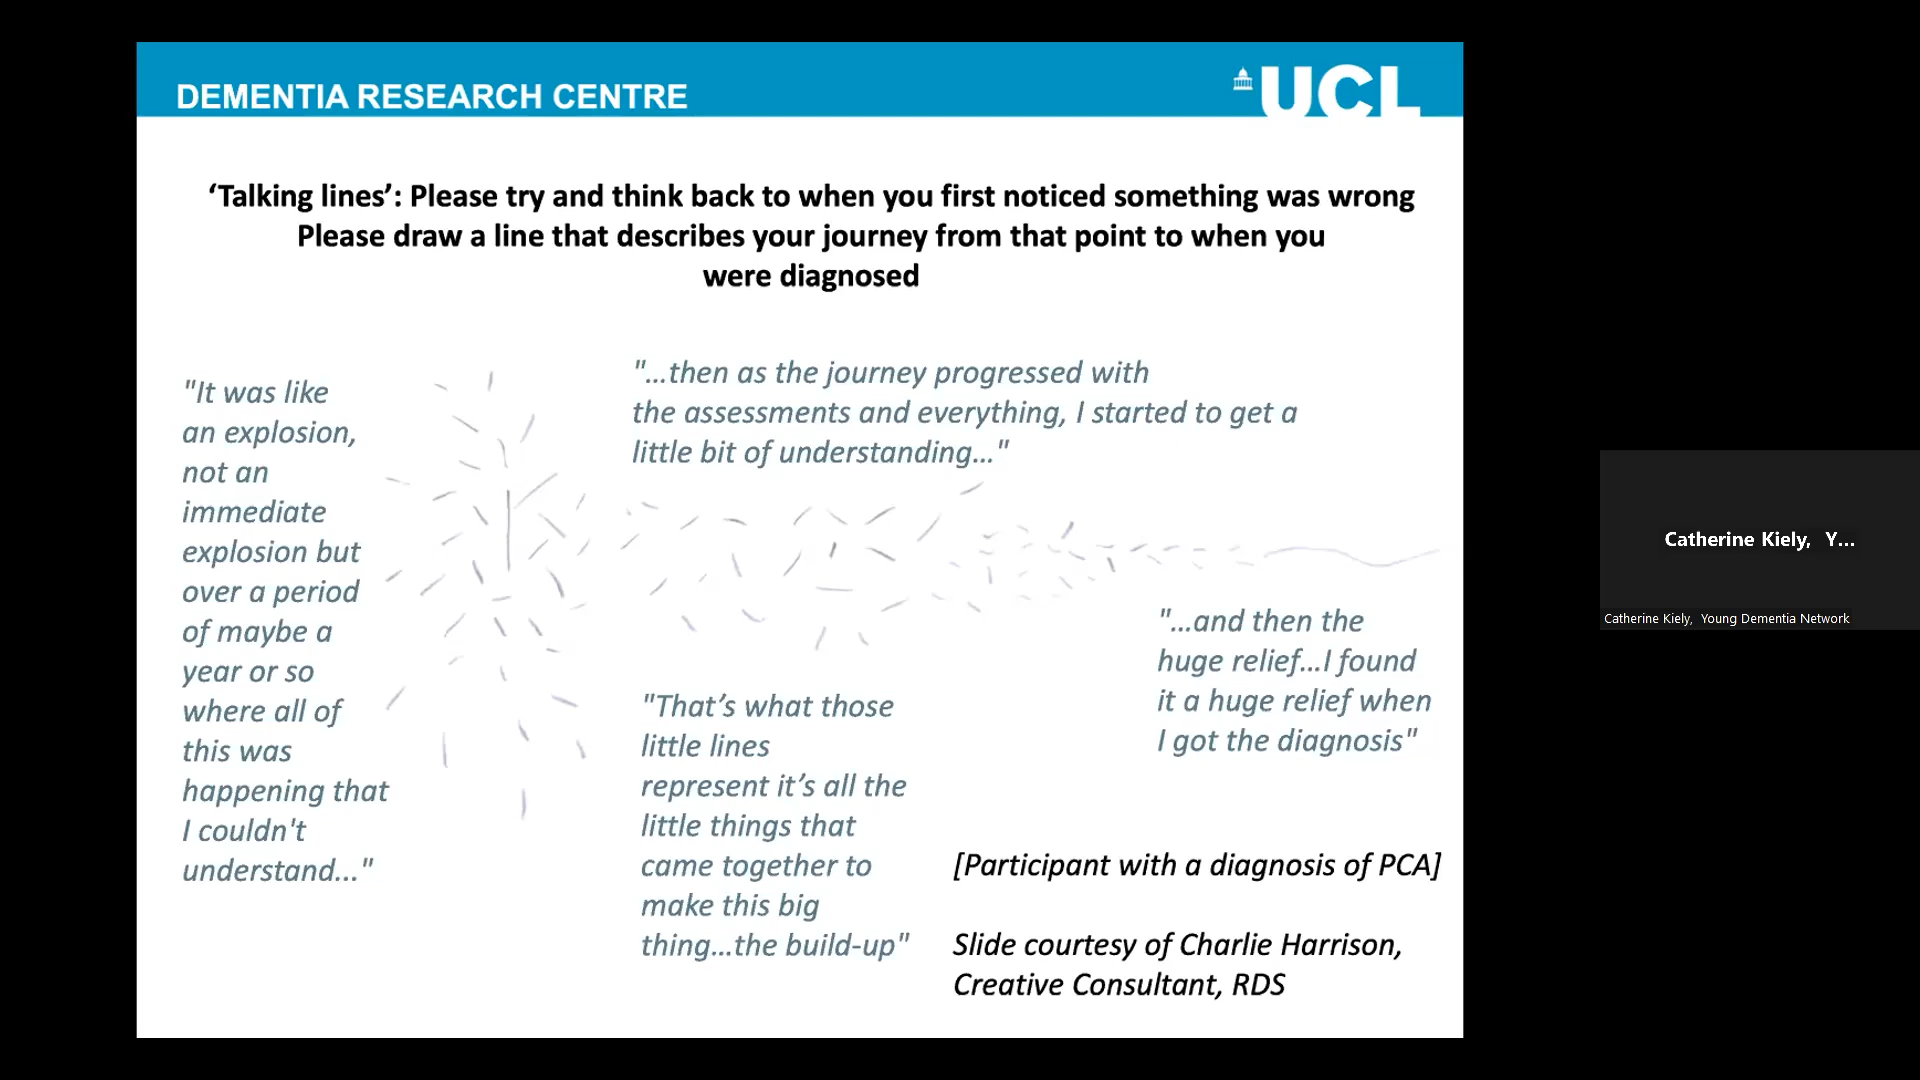 DEMENTIA RESEARCH CENTRE
UCL
‘Talking lines’: Please try and think back to when you first noticed something was wrong
Please draw a line that describes your journey from that point to when you
were diagnosed
"It was like
an explosion,
not an
immediate
explosion but
over a period
of maybe a
year or so
where all of
this was
happening that
I couldn't
understand..."
"...then as the journey progressed with
the assessments and everything, I started to get a
little bit of understanding..."
"That’s what those
little lines
represent it’s all the
little things that
came together to
make this big
thing...the build-up"
"...and then the
huge relief...I found
it a huge relief when
I got the diagnosis"
[Participant with a diagnosis of PCA]
Slide courtesy of Charlie Harrison,
Creative Consultant, RDS
Catherine Kiely, Y...
Catherine Kiely, Young Dementia Network